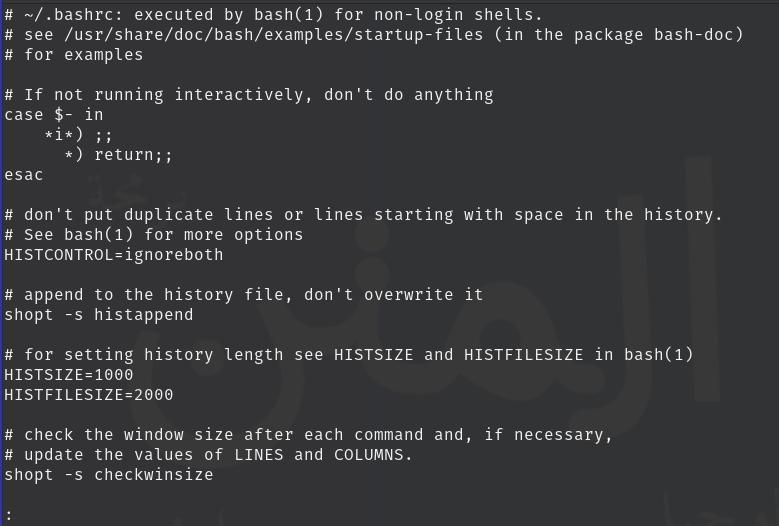 # ~/.bashrc: executed by bash(1) for non-login shells.
# see /usr/share/doc/bash/examples/startup-files (in the package bash-doc)
# for examples

# If not running interactively, don't do anything
case $- in
    *i*) ;;
      *) return;;
esac

# don't put duplicate lines or lines starting with space in the history.
# See bash(1) for more options
HISTCONTROL=ignoreboth

# append to the history file, don't overwrite it
shopt -s histappend

# for setting history length see HISTSIZE and HISTFILESIZE in bash(1)
HISTSIZE=1000
HISTFILESIZE=2000

# check the window size after each command and, if necessary,
# update the values of LINES and COLUMNS.
shopt -s checkwinsize

: